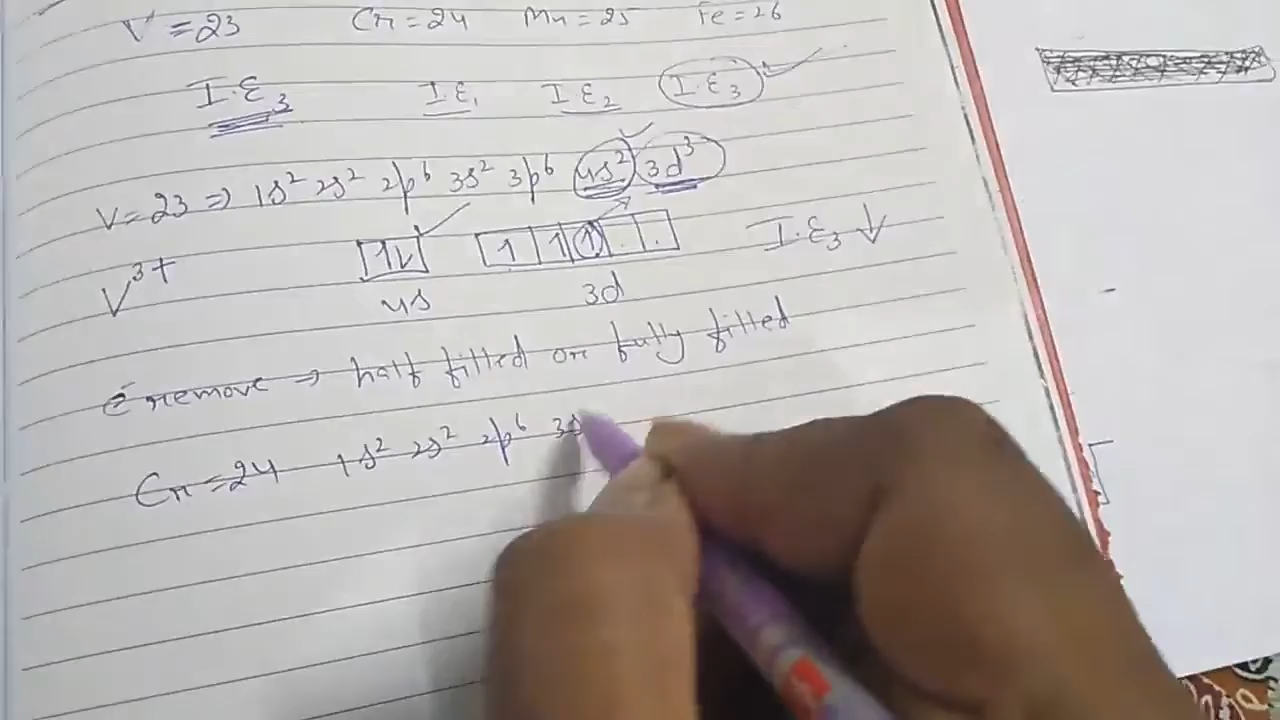 V = 23 Cr = 24 Mn = 25 Fe = 26
I.E₃ I.E₁ I.E₂ I.E₃
V = 23 ⇒ 1s² 2s² 2p⁶ 3s² 3p⁶ 4s² 3d³
V³⁺ 1⇂ 1 1 1 . . I.E₃ ↓
4s 3d
é remove ⇒ half filled or fully filled
Cr = 24 1s² 2s² 2p⁶ 3s